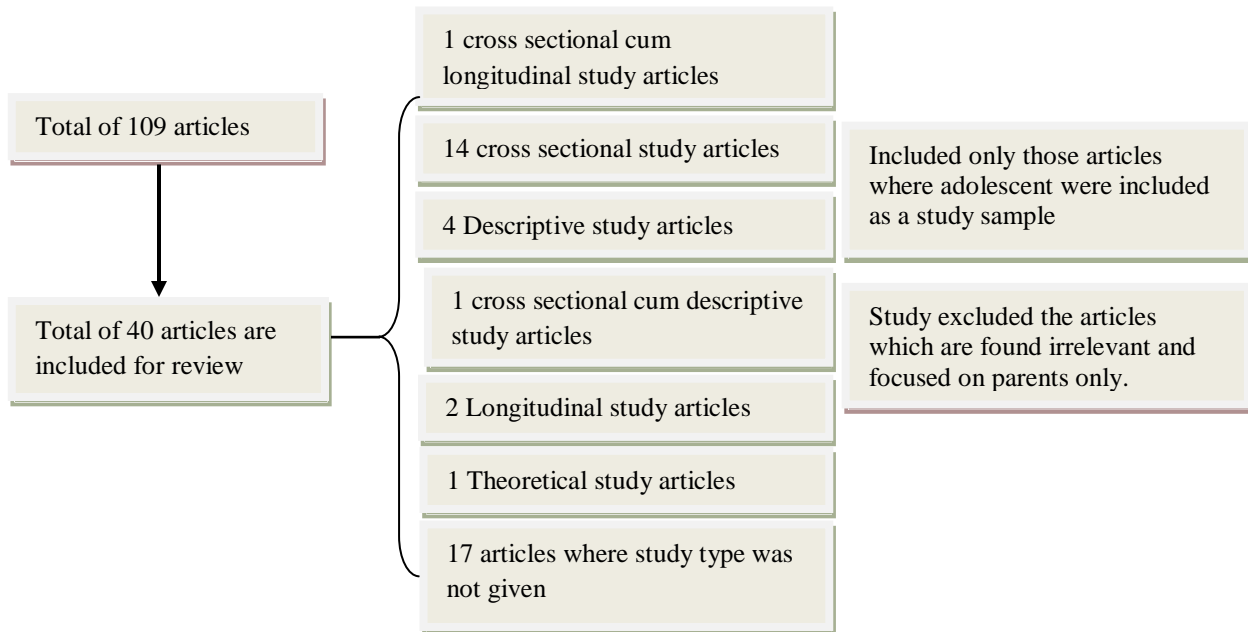 Total of 109 articles
Total of 40 articles are
included for review
1 cross sectional cum
longitudinal study articles
14 cross sectional study articles
4 Descriptive study articles
1 cross sectional cum descriptive
study articles
2 Longitudinal study articles
1 Theoretical study articles
17 articles where study type was
not given
Included only those articles
where adolescent were included
as a study sample
Study excluded the articles
which are found irrelevant and
focused on parents only.